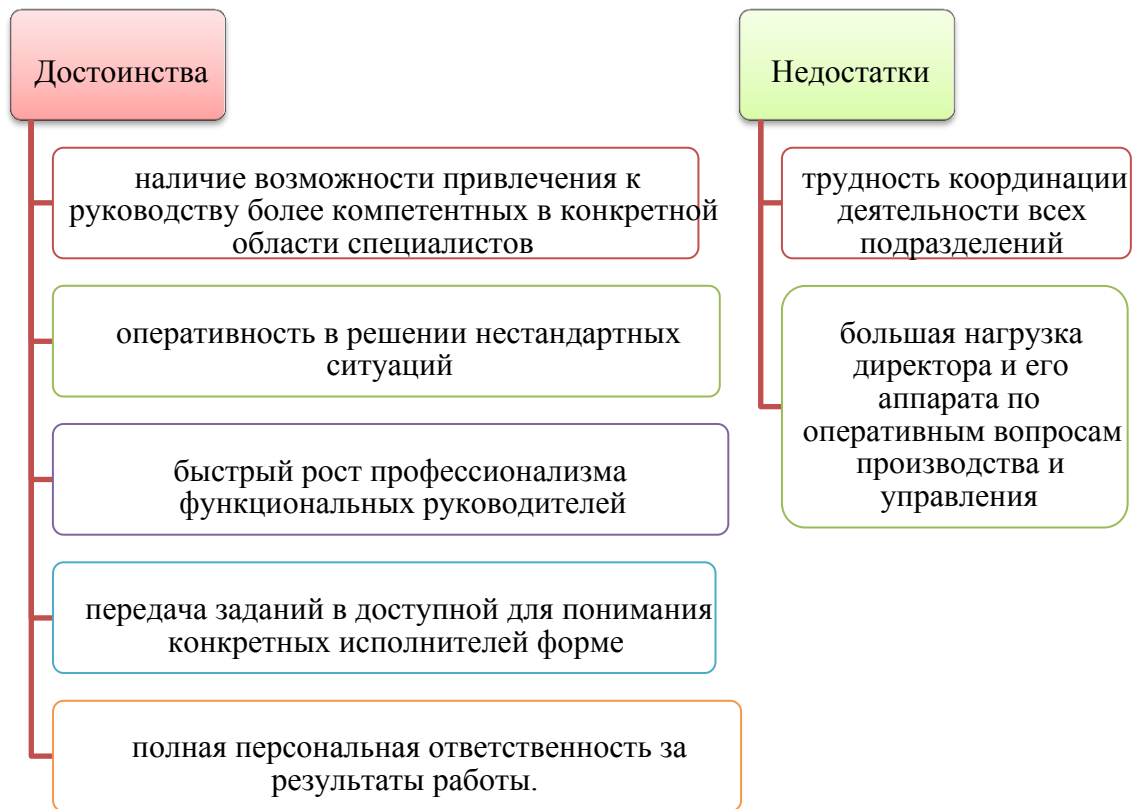 Достоинства
наличие возможности привлечения к
руководству более компетентных в конкретной
области специалистов
оперативность в решении нестандартных
ситуаций
быстрый рост профессионализма
функциональных руководителей
передача заданий в доступной для понимания
конкретных исполнителей форме
полная персональная ответственность за
результаты работы.
Недостатки
трудность координации
деятельности всех
подразделений
большая нагрузка
директора и его
аппарата по
оперативным вопросам
производства и
управления